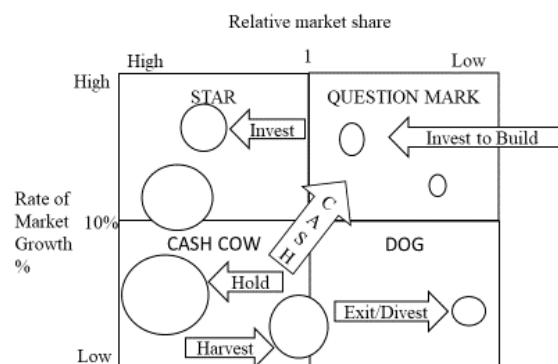 Relative market share
High 1 Low
High
STAR QUESTION MARK
Invest Invest to Build
Rate of
Market
Growth
%
10%
CASH COW DOG
CASH
Hold
Exit/Divest
Harvest
Low